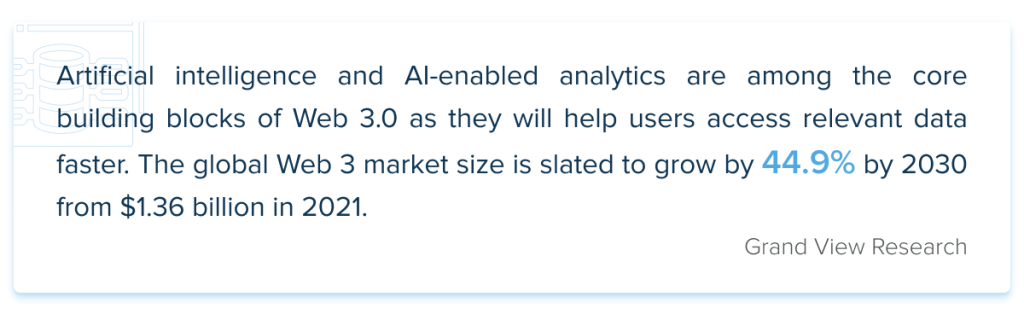 Artificial intelligence and AI-enabled analytics are among the core
building blocks of Web 3.0 as they will help users access relevant data
faster. The global Web 3 market size is slated to grow by 44.9% by 2030
from $1.36 billion in 2021.
Grand View Research